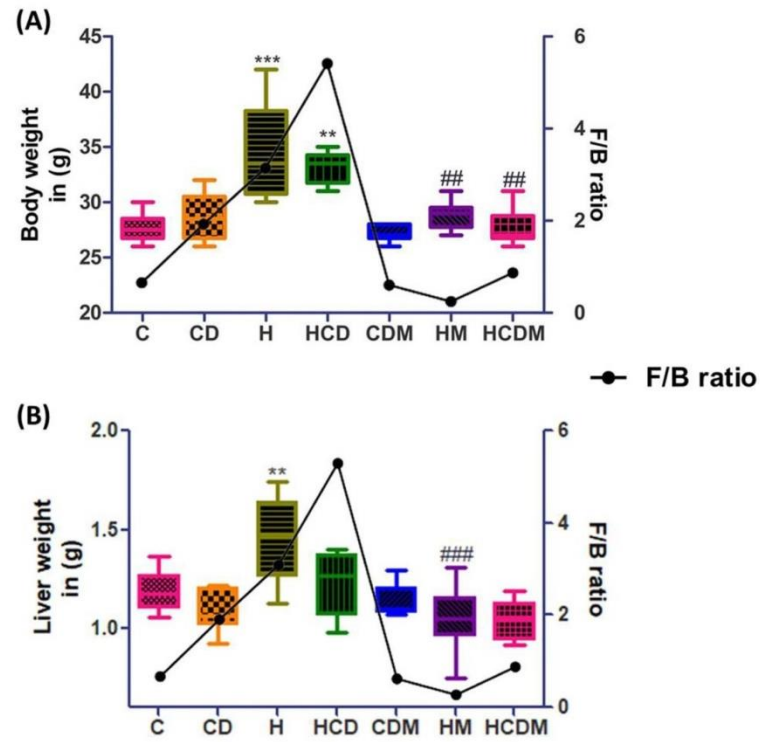 (A)
45
40
35
30
25
20
Body weight
in (g)
***
**
##
##
6
4
2
0
F/B ratio
C CD H HCD CDM HM HCDM
F/B ratio
(B)
2.0
1.5
1.0
Liver weight
in (g)
**
###
6
4
2
0
F/B ratio
C CD H HCD CDM HM HCDM